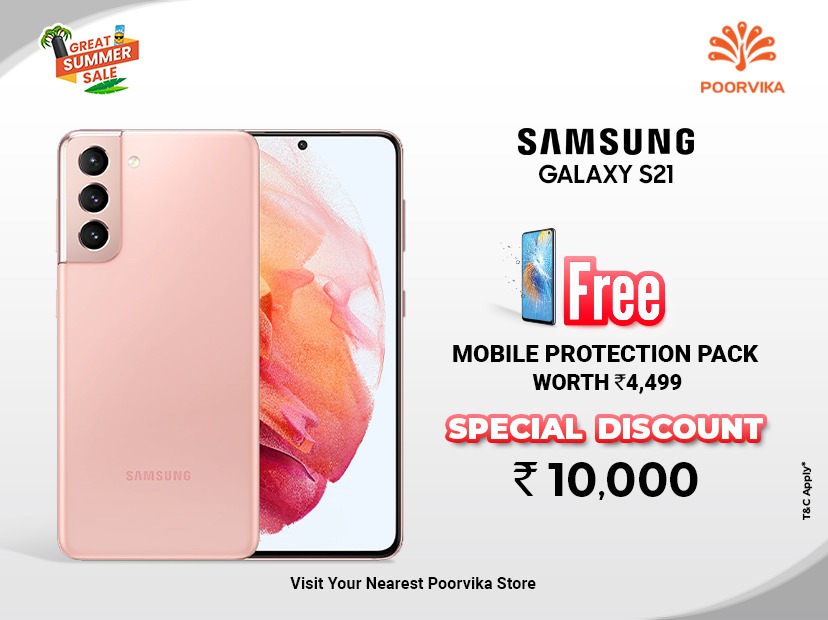 GREAT
SUMMER
SALE
POORVIKA
SAMSUNG
GALAXY S21
Free
MOBILE PROTECTION PACK
WORTH ₹4,499
SPECIAL DISCOUNT
₹ 10,000
SAMSUNG
T&C Apply*
Visit Your Nearest Poorvika Store